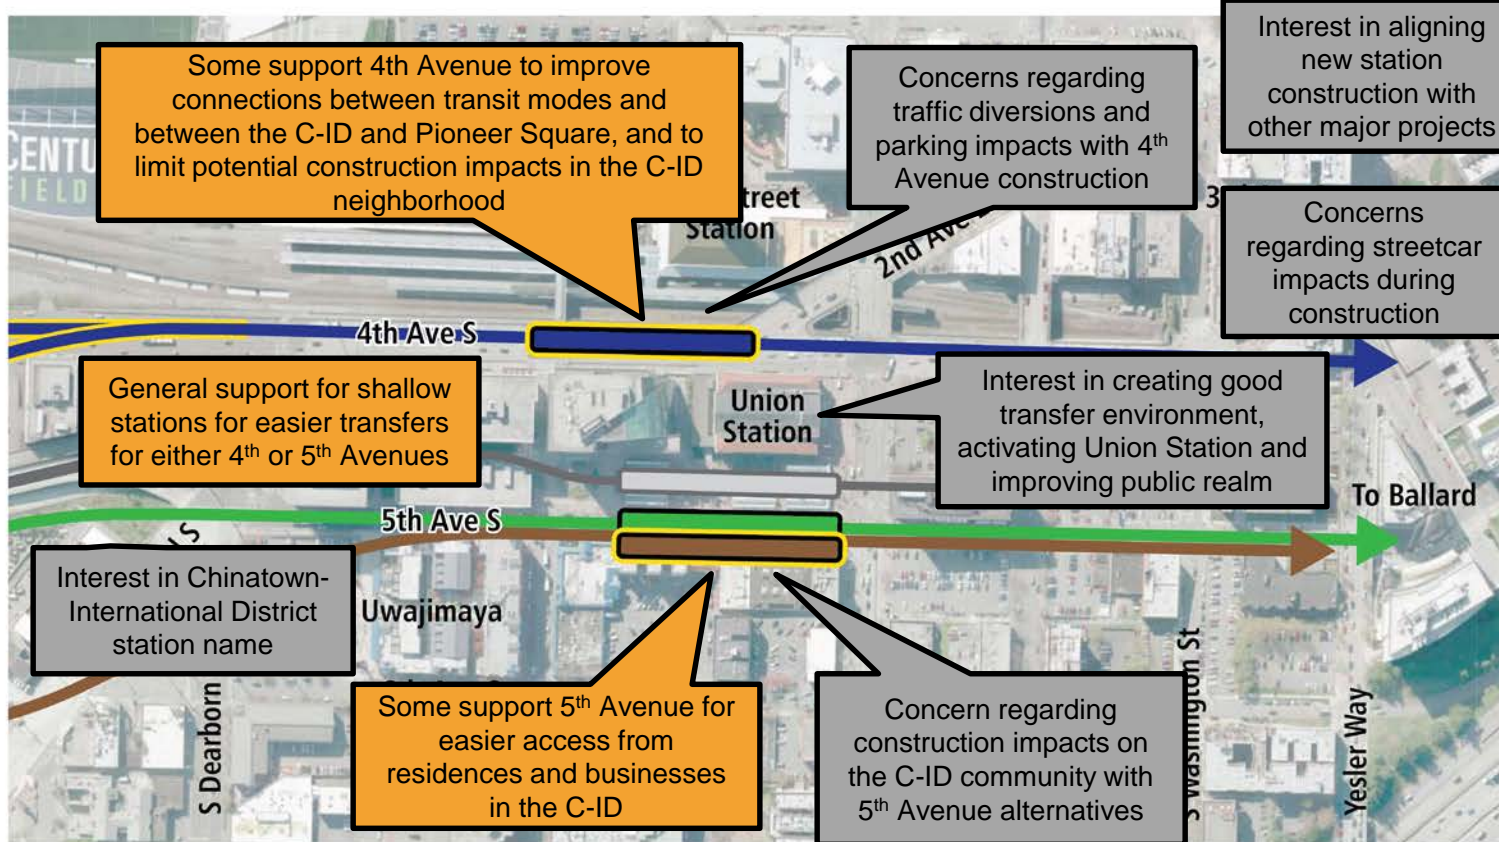 Some support 4th Avenue to improve
connections between transit modes and
between the C-ID and Pioneer Square, and to
limit potential construction impacts in the C-ID
neighborhood
Concerns regarding
traffic diversions and
parking impacts with 4th
Avenue construction
Interest in aligning
new station
construction with
other major projects
Concerns
regarding streetcar
impacts during
construction
FIELD
Station
2nd Ave
4th Ave S
General support for shallow
stations for easier transfers
for either 4th or 5th Avenues
Union
Station
Interest in creating good
transfer environment,
activating Union Station and
improving public realm
To Ballard
5th Ave S
Interest in Chinatown-
International District
station name
Uwajimaya
Some support 5th Avenue for
easier access from
residences and businesses
in the C-ID
Concern regarding
construction impacts on
the C-ID community with
5th Avenue alternatives
S Dearborn
S Washington St
Yesler Way